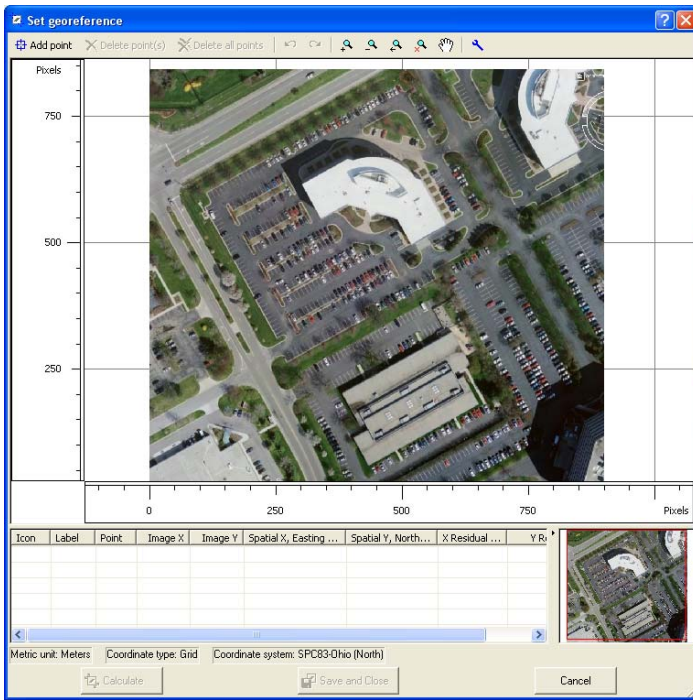 Set georeference
Add point Delete point(s) Delete all points
Pixels
750
500
250
0 250 500 750 Pixels
Icon Label Point Image X Image Y Spatial X, Easting ... Spatial Y, North... X Residual ... Y Re
Metric unit: Meters Coordinate type: Grid Coordinate system: SPC83-Ohio (North)
Calculate Save and Close Cancel